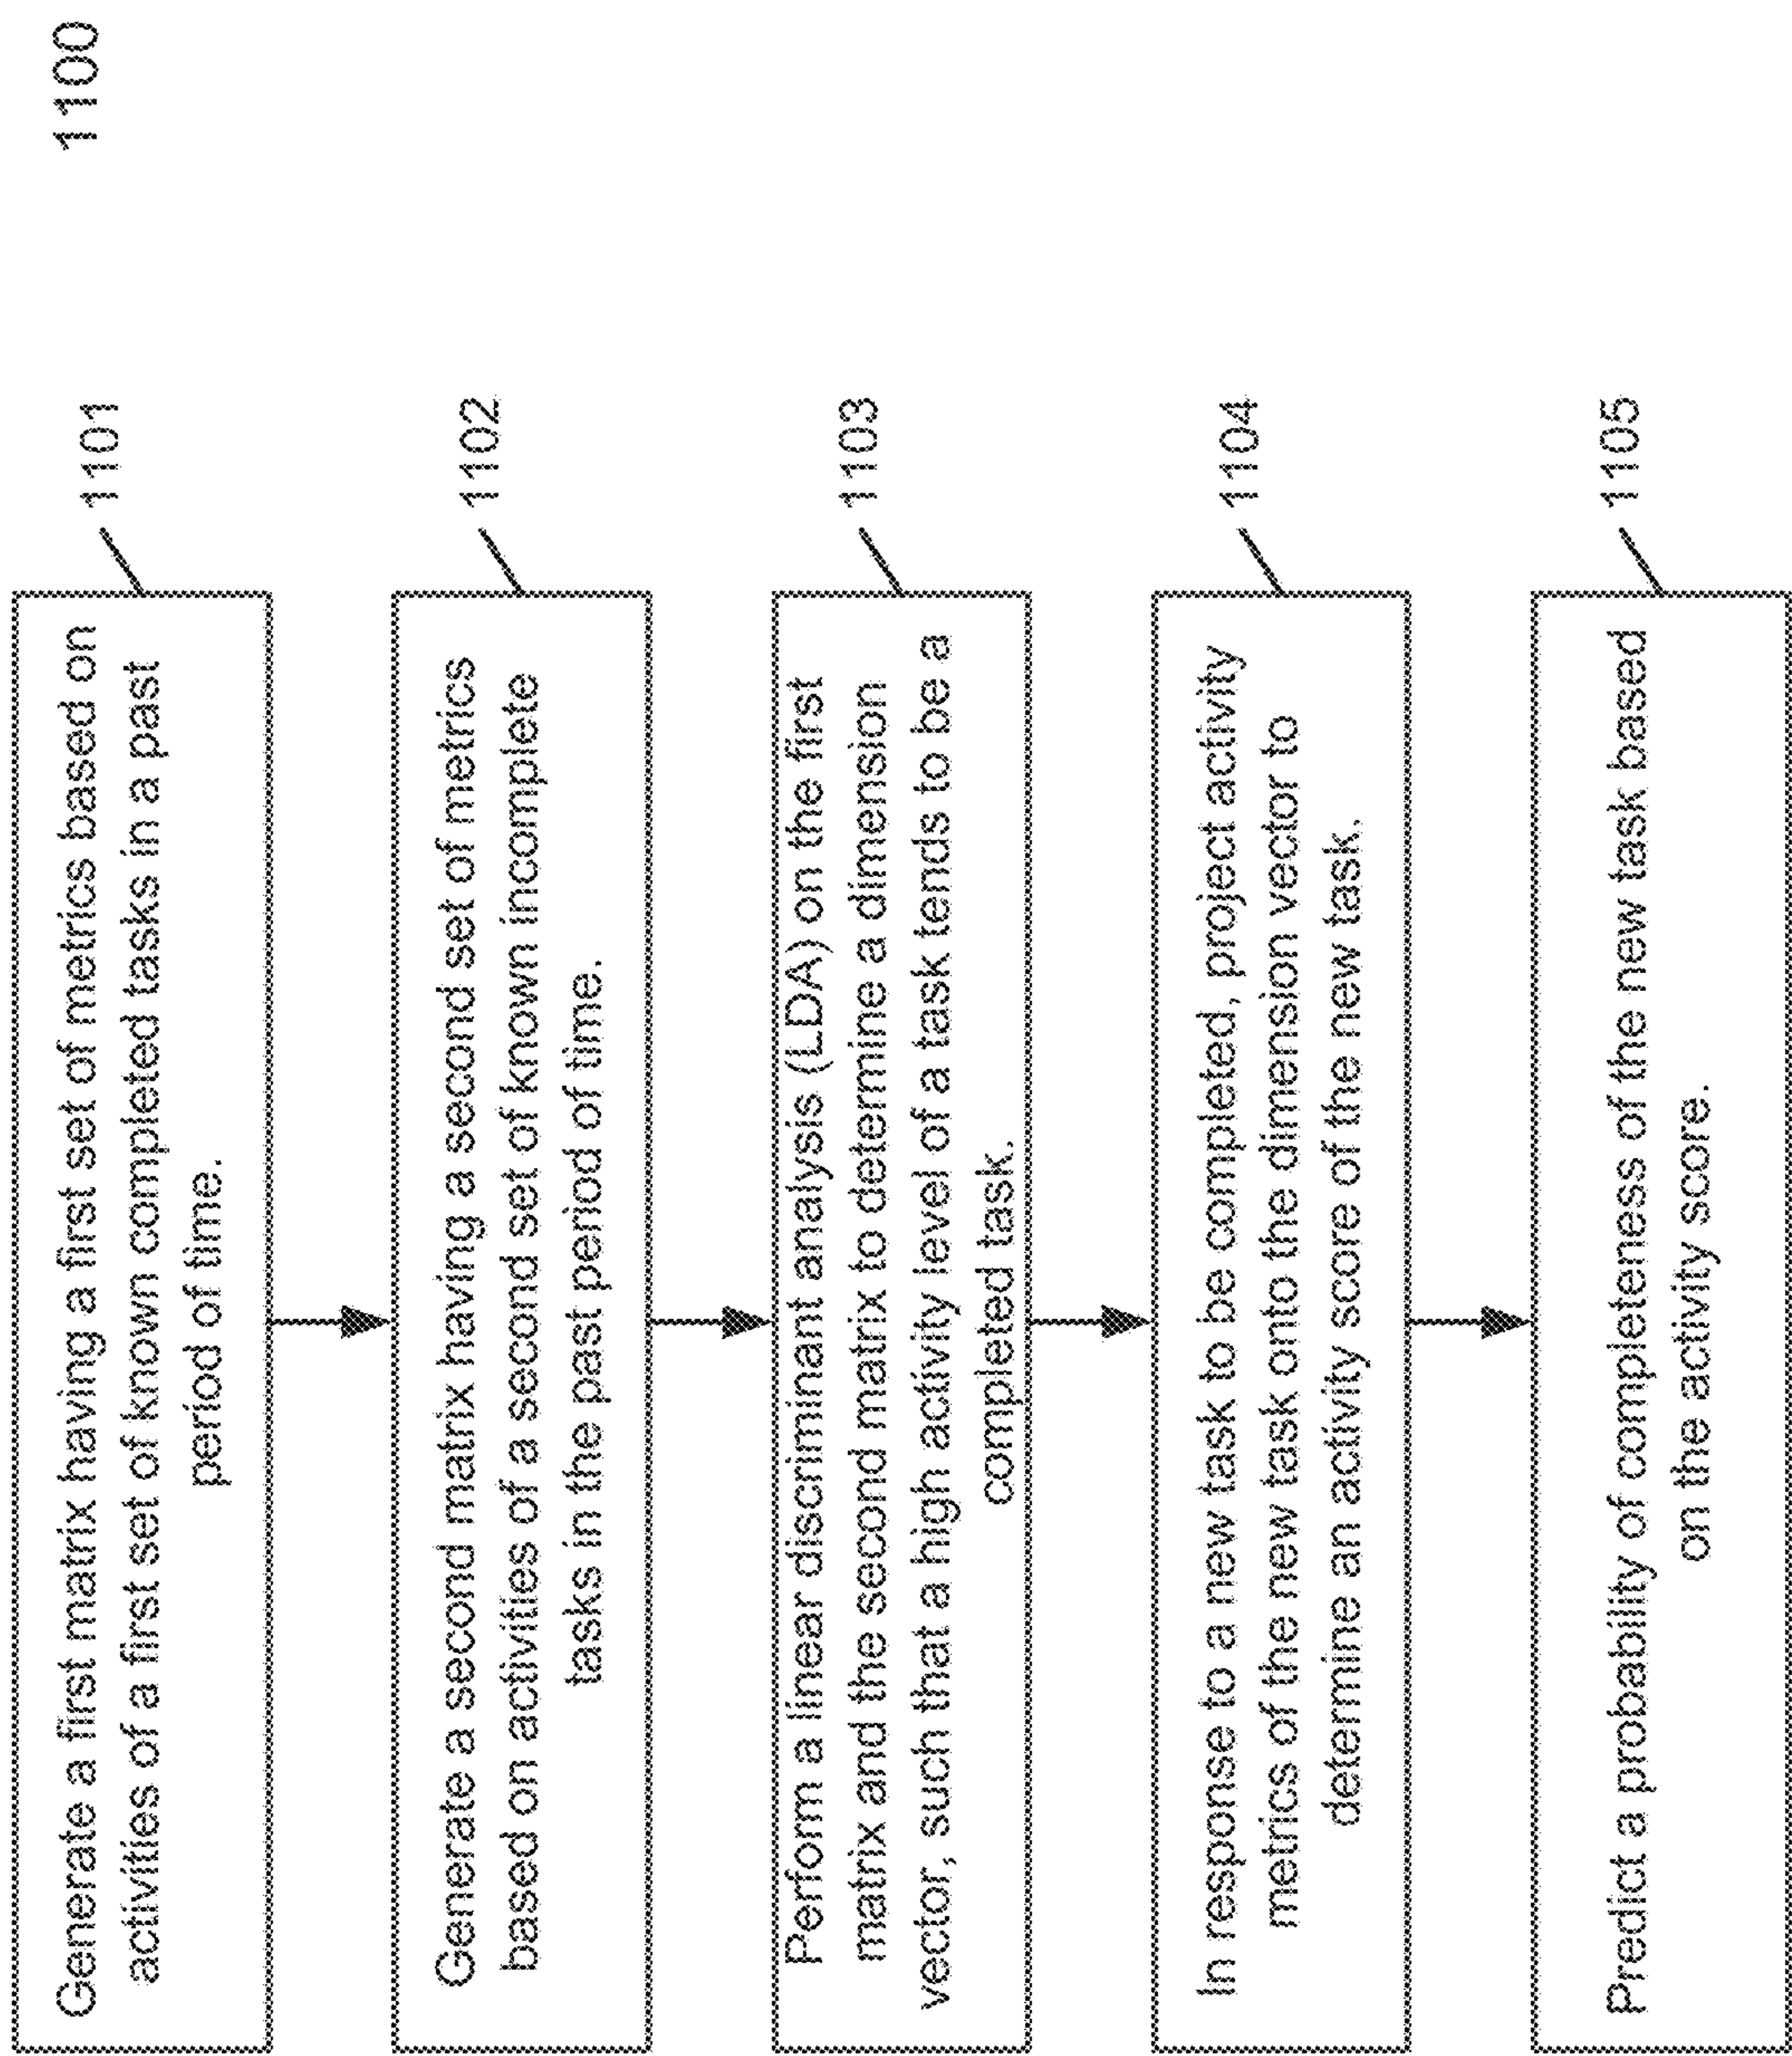 1100
Generate a first matrix having a first set of metrics based on
activities of a first set of known completed tasks in a past
period of time.
1101
Generate a second matrix having a second set of metrics
based on activities of a second set of known incomplete
tasks in the past period of time.
1102
Perform a linear discriminant analysis (LDA) on the first
matrix and the second matrix to determine a dimension
vector, such that a high activity level of a task tends to be a
completed task.
1103
In response to a new task to be completed, project activity
metrics of the new task onto the dimension vector to
determine an activity score of the new task.
1104
Predict a probability of completeness of the new task based
on the activity score.
1105